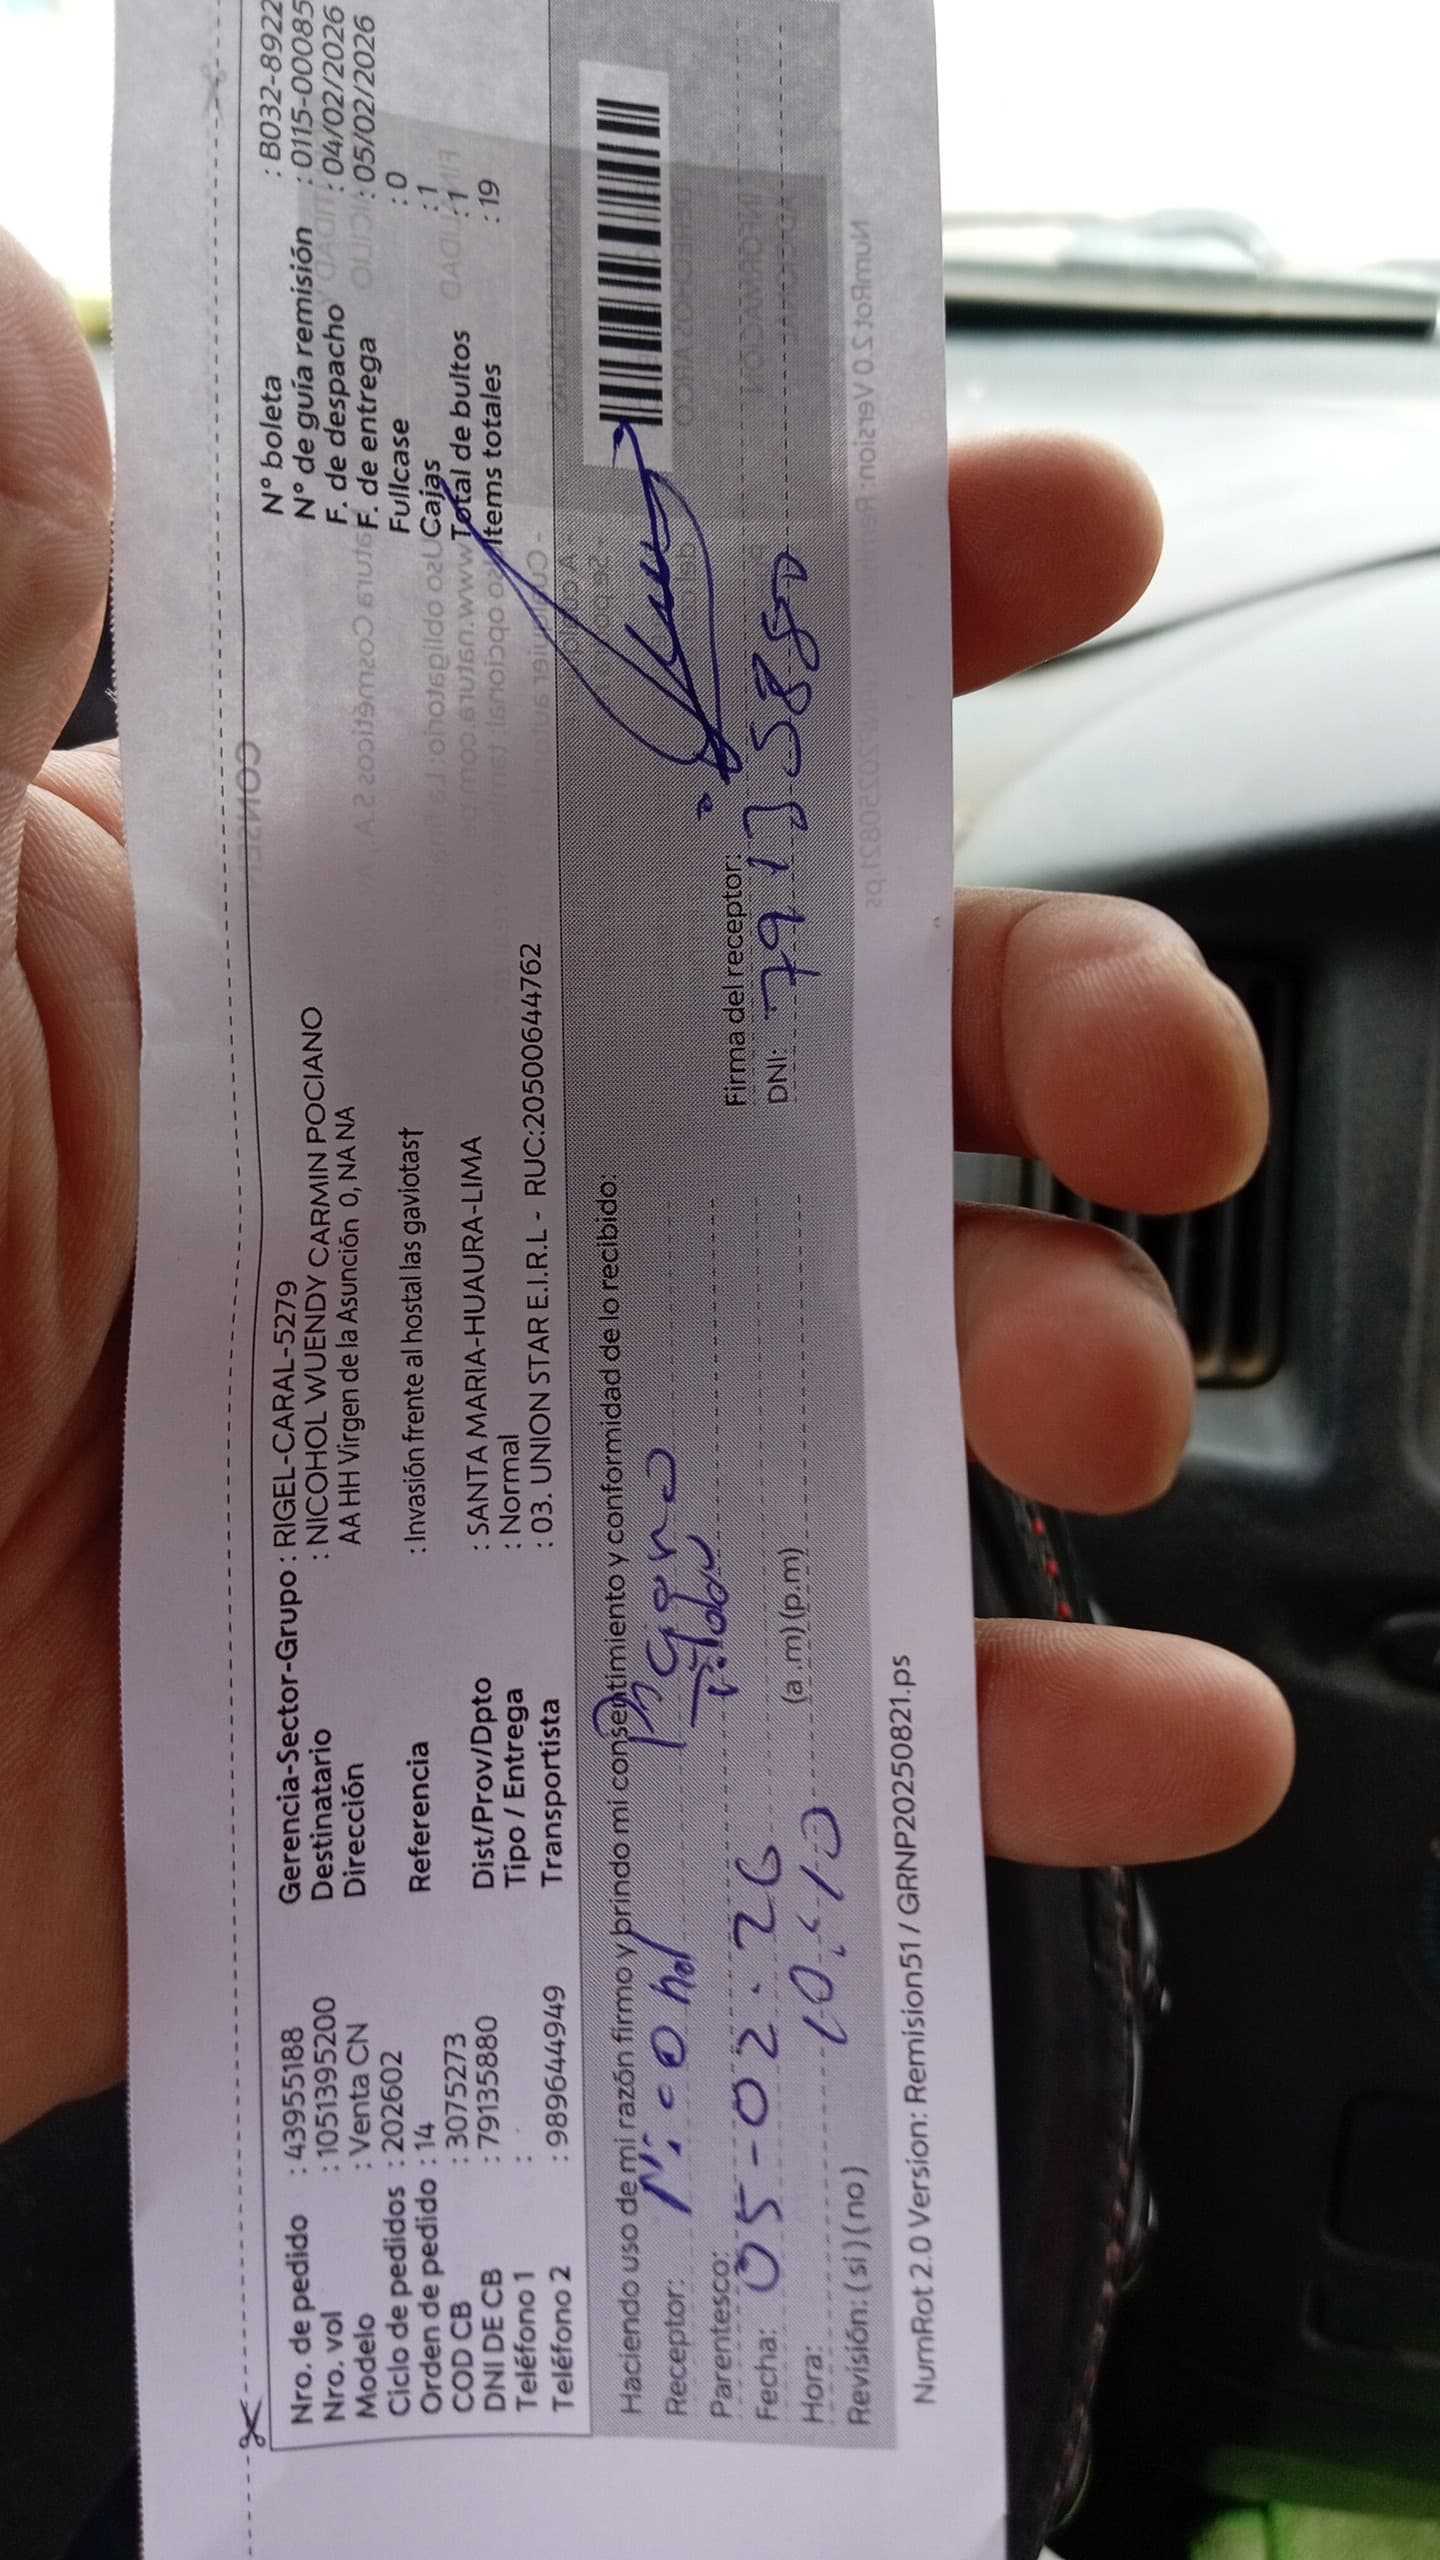 Nro. de pedido : 43955188
Nro. vol : 1051395200
Modelo : Venta CN
Ciclo de pedidos : 202602
Orden de pedido : 14
COD CB : 3075273
DNI DE CB : 79135880
Teléfono 1 :
Teléfono 2 : 989644949
Gerencia-Sector-Grupo : RIGEL-CARAL-5279
Destinatario : NICOHOL WUENDY CARMIN POCIANO
Dirección AA HH Virgen de la Asunción 0, NA NA
Referencia : Invasión frente al hostal las gaviotas†
Dist/Prov/Dpto : SANTA MARIA-HUAURA-LIMA
Tipo / Entrega : Normal
Transportista : 03. UNION STAR E.I.R.L - RUC:20500644762
N° boleta : B032-8922
N° de guía remisión : 0115-00085
F. de despacho : 04/02/2026
F. de entrega : 05/02/2026
Fullcase : 0
Cajas : 1
Total de bultos : 1
Ítems totales : 19
Haciendo uso de mi razón firmo y brindo mi consentimiento y conformidad de lo recibido:
Receptor: Nicohol
Parentesco: Titular
Fecha: 05-02.26
Hora: 10:10 (a.m) (p.m)
Revisión: ( si ) ( no )
Firma del receptor:
DNI: 79135880
NumRot 2.0 Version: Remision51 / GRNP20250821.ps